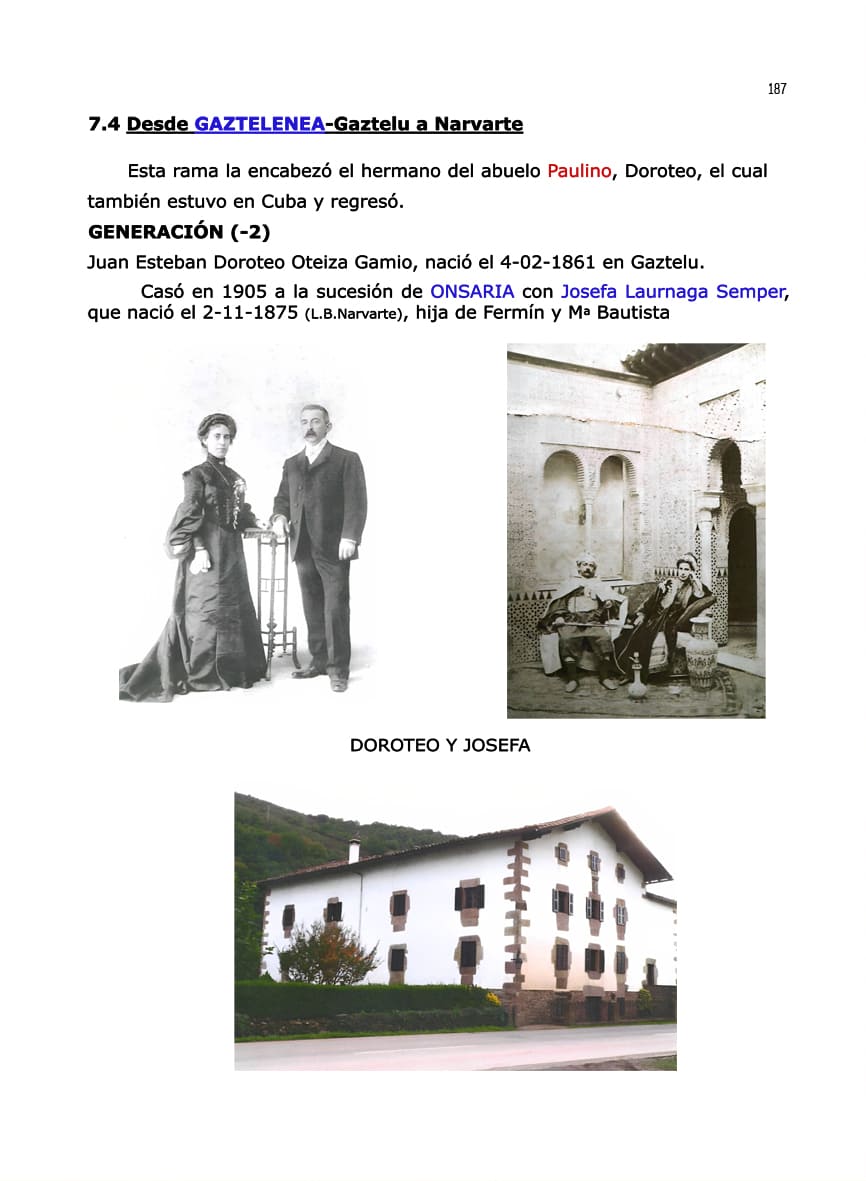 187
7.4 Desde GAZTELENEA-Gaztelu a Narvarte
Esta rama la encabezó el hermano del abuelo Paulino, Doroteo, el cual
también estuvo en Cuba y regresó.
GENERACIÓN (-2)
Juan Esteban Doroteo Oteiza Gamio, nació el 4-02-1861 en Gaztelu.
Casó en 1905 a la sucesión de ONSARIA con Josefa Laurnaga Semper,
que nació el 2-11-1875 (L.B.Narvarte), hija de Fermín y Mª Bautista
DOROTEO Y JOSEFA